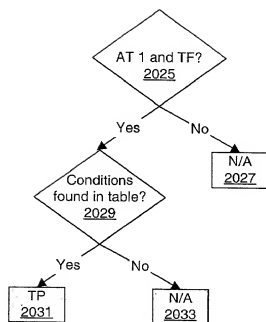 AT 1 and TF?
2025
Yes
No
N/A
2027
Conditions
found in table?
2029
Yes
No
TP
2031
N/A
2033